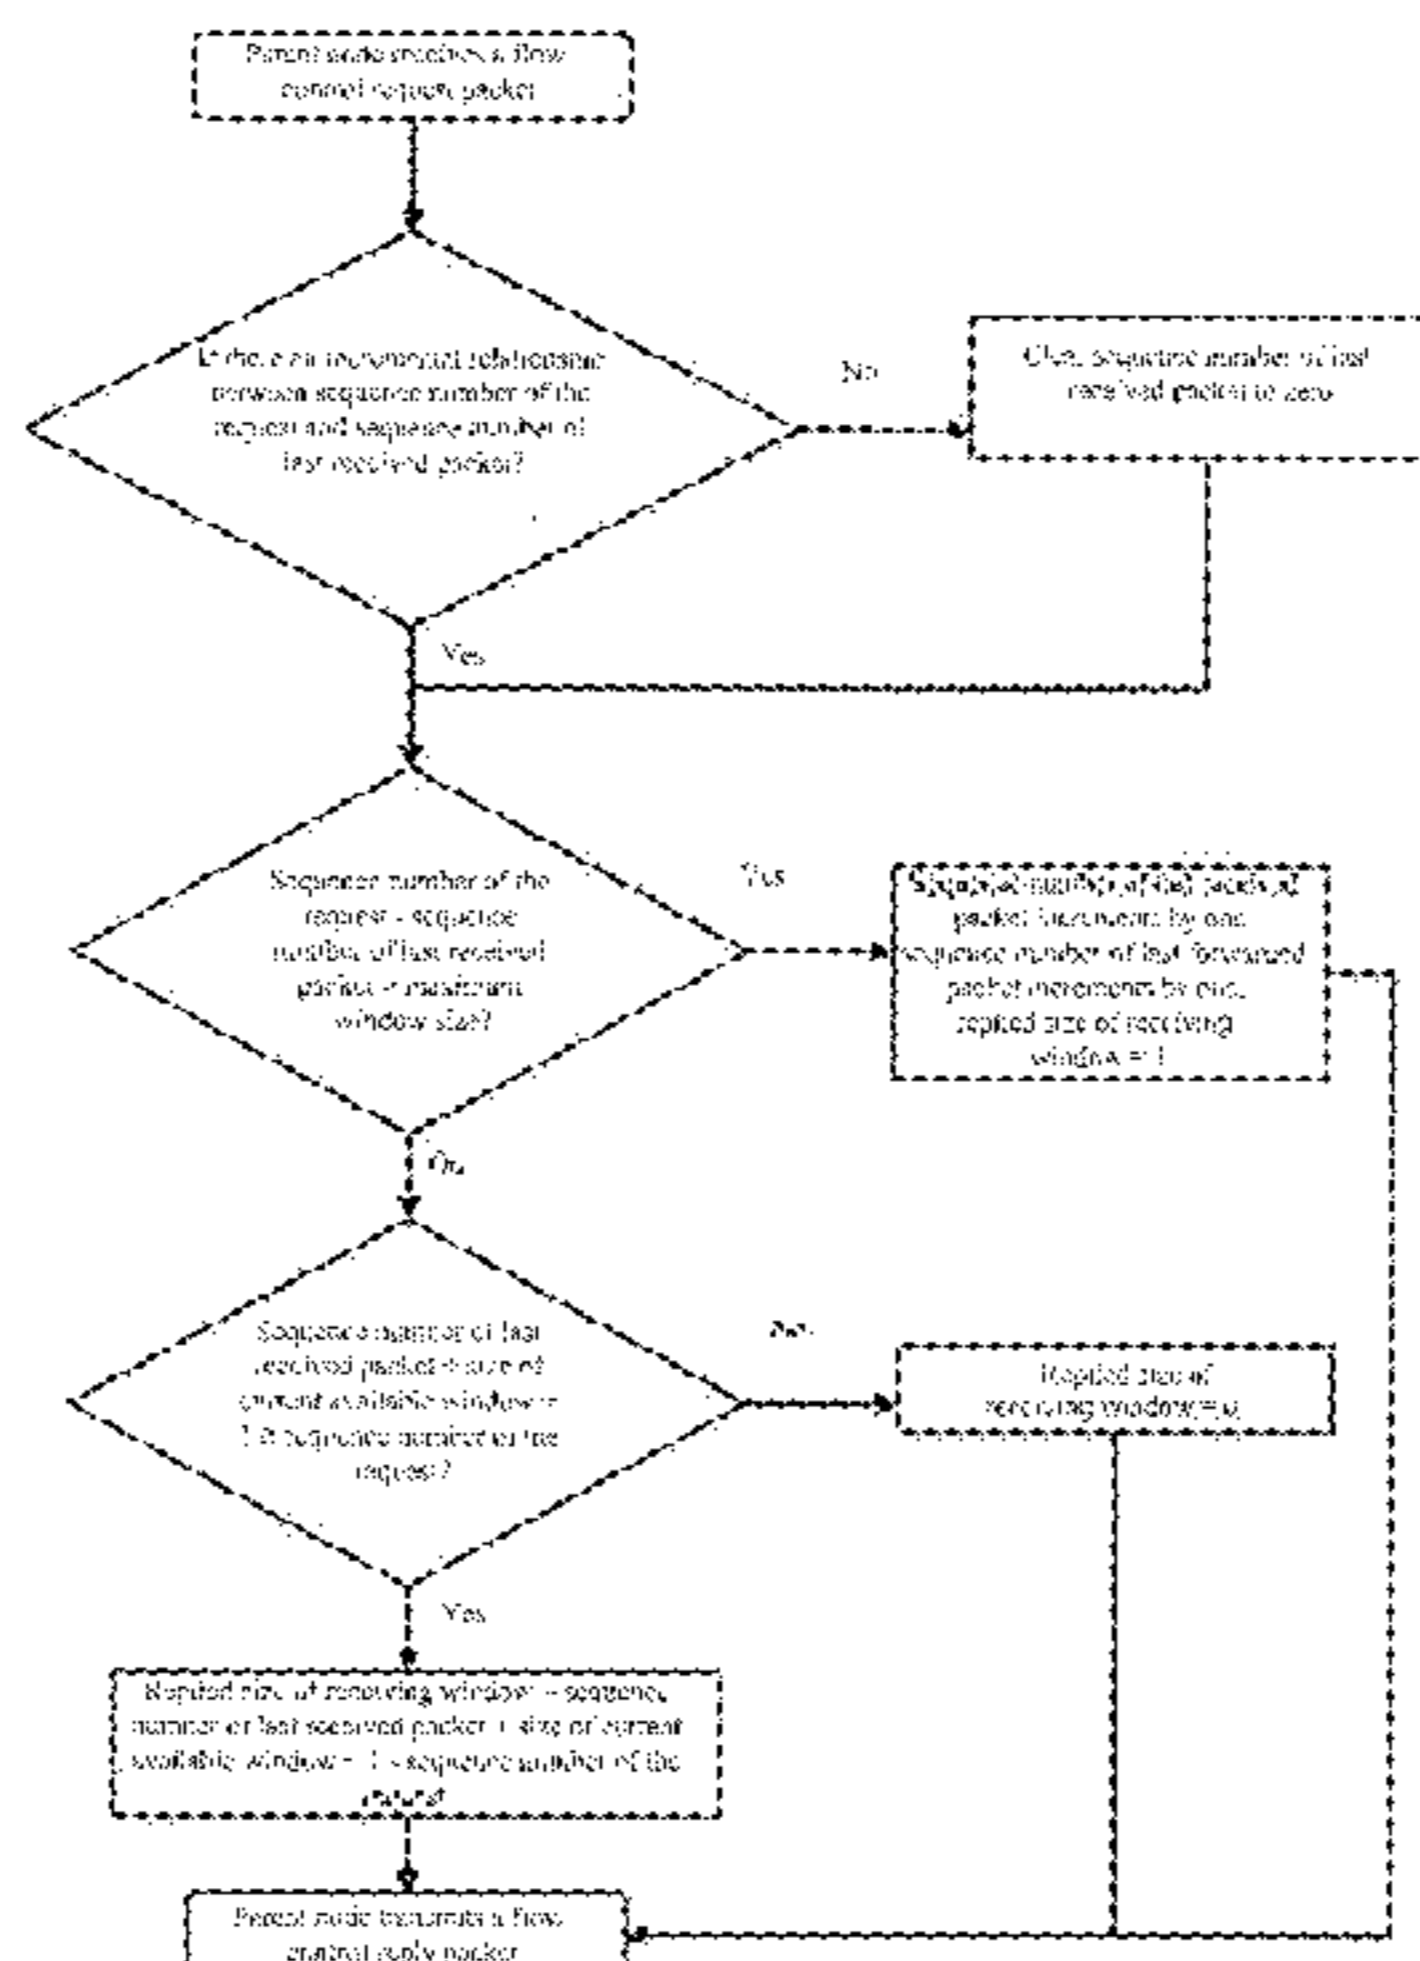 Parent node receives a flow
control request packet
Is there an incremental relationship
between sequence number of the
request and sequence number of
last received packet?
No
Clear sequence number of last
received packet to zero
Yes
Sequence number of the
request - sequence
number of last received
packet maximum
window size?
Yes
Sequence number of last received
packet increments by one
sequence number of last forwarded
packet increments by one,
replied size of receiving
window = 1
Sequence number of last
received packet + size of
current available window
sequence number of the
request?
No
Replied size of
receiving window = 0
Yes
Replied size of receiving window = sequence
number of last received packet + size of current
available window - 1 - sequence number of the
request
Parent node transmits a flow
control reply packet